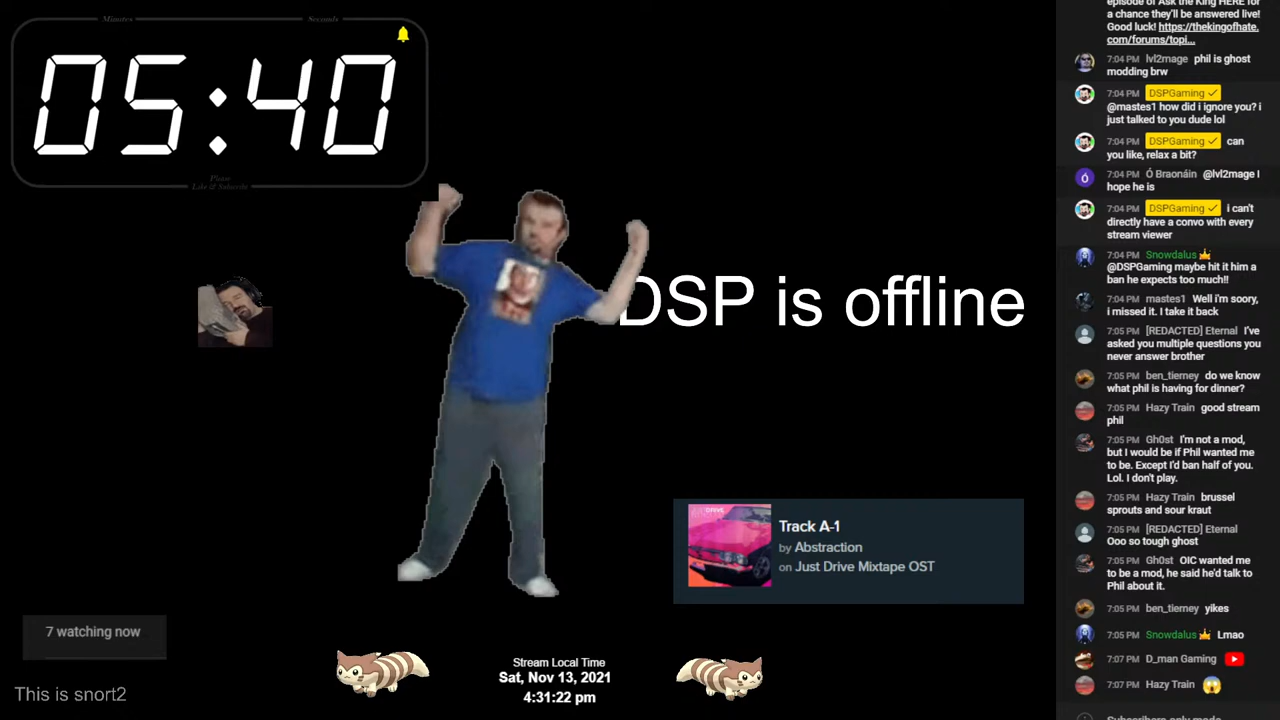 Minutes
Seconds
05:40
Please
Like & Subscribe
DSP is offline
Track A-1
by Abstraction
on Just Drive Mixtape OST
7 watching now
This is snort2
Stream Local Time
Sat, Nov 13, 2021
4:31:22 pm
episode of Ask the King HERE for
a chance they'll be answered live!
Good luck! https://thekingofhate.
com/forums/topi...
7:04 PM lvl2mage phil is ghost
modding brw
7:04 PM DSPGaming ✓
@mastes1 how did i ignore you? i
just talked to you dude lol
7:04 PM DSPGaming ✓ can
you like, relax a bit?
7:04 PM Ó Braonáin @lvl2mage I
hope he is
7:04 PM DSPGaming ✓ i can't
directly have a convo with every
stream viewer
7:04 PM Snowdalus
@DSPGaming maybe hit it him a
ban he expects too much!!
7:04 PM mastes1 Well i'm soory,
i missed it. I take it back
7:05 PM [REDACTED] Eternal I've
asked you multiple questions you
never answer brother
7:05 PM ben_tierney do we know
what phil is having for dinner?
7:05 PM Hazy Train good stream
phil
7:05 PM Gh0st I'm not a mod,
but I would be if Phil wanted me
to be. Except I'd ban half of you.
Lol. I don't play.
7:05 PM Hazy Train brussel
sprouts and sour kraut
7:05 PM [REDACTED] Eternal
Ooo so tough ghost
7:05 PM Gh0st OIC wanted me
to be a mod, he said he'd talk to
Phil about it.
7:05 PM ben_tierney yikes
7:05 PM Snowdalus Lmao
7:07 PM D_man Gaming
7:07 PM Hazy Train 😱
Subscribers-only mode